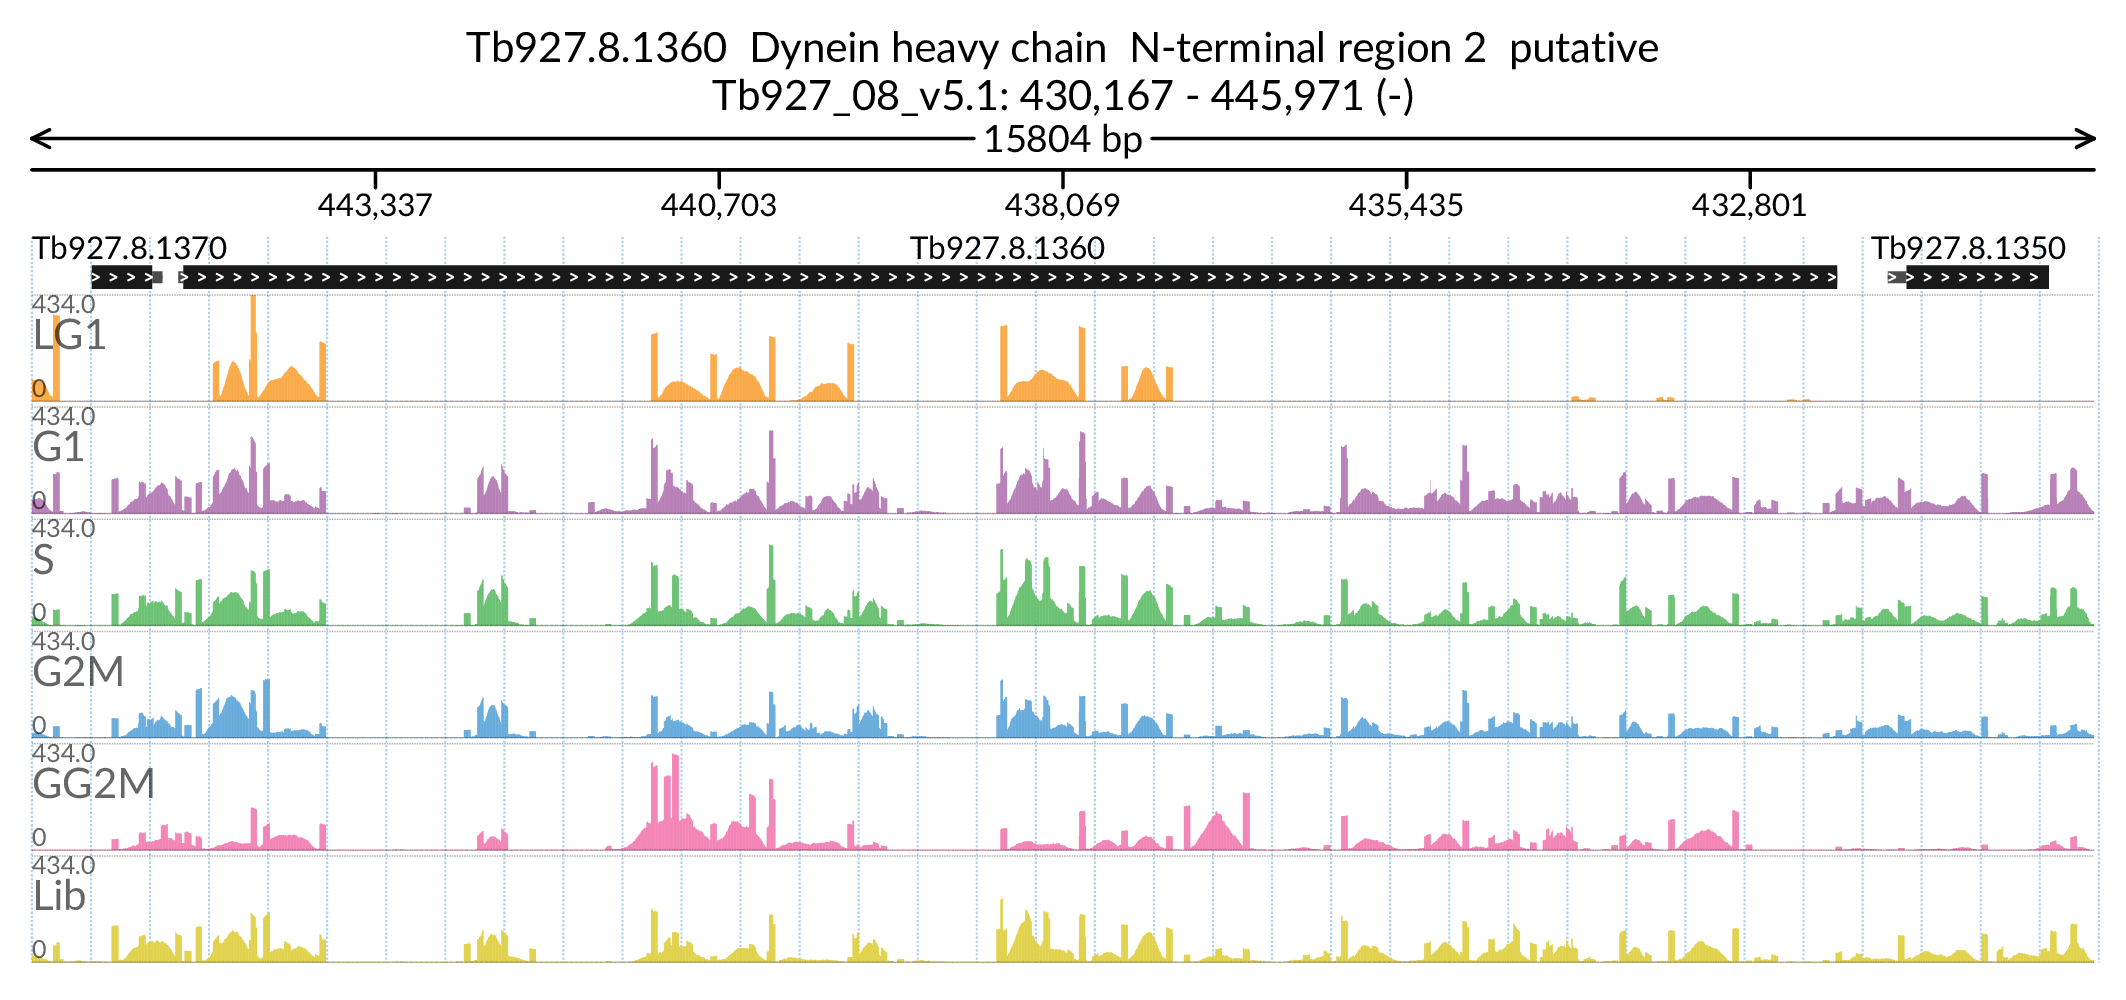 Tb927.8.1360  Dynein heavy chain  N-terminal region 2  putative
Tb927_08_v5.1: 430,167 - 445,971 (-)
15804 bp
443,337 440,703 438,069 435,435 432,801
Tb927.8.1370 Tb927.8.1360 Tb927.8.1350
434.0
LG1
0
434.0
G1
0
434.0
S
0
434.0
G2M
0
434.0
GG2M
0
434.0
Lib
0